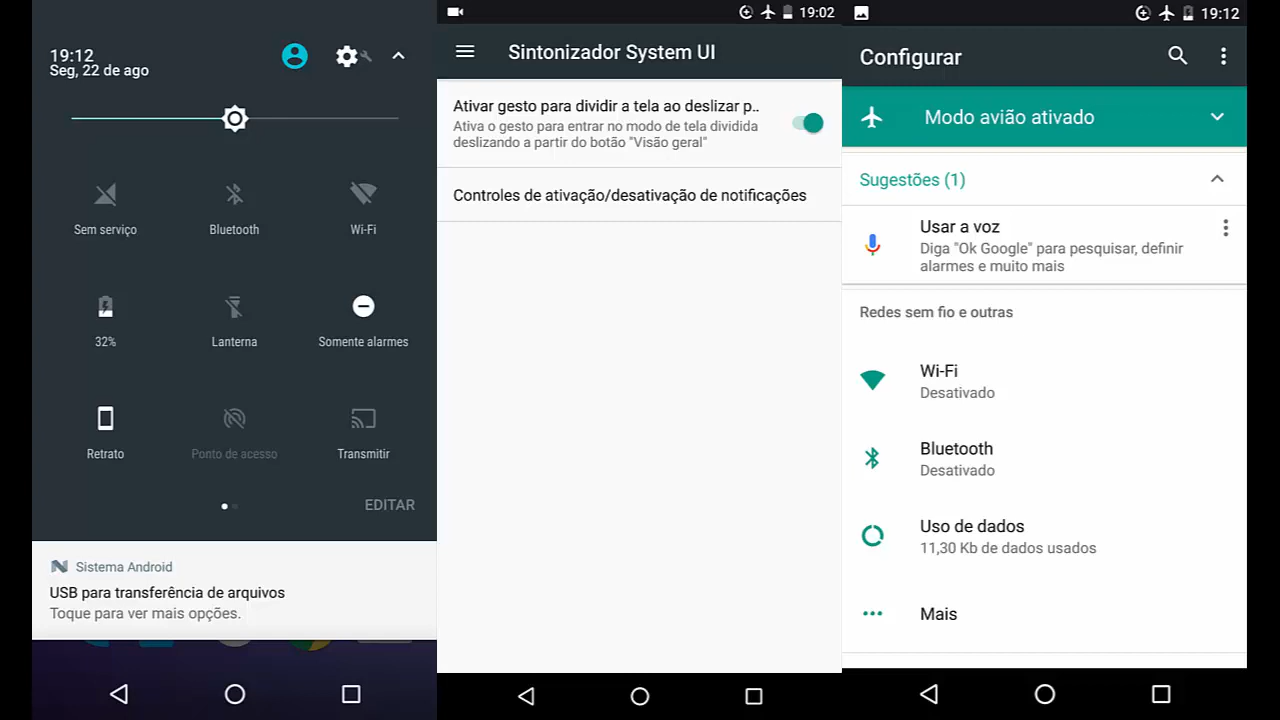 19:12
Seg, 22 de ago
Sem serviço
Bluetooth
Wi-Fi
32%
Lanterna
Somente alarmes
Retrato
Ponto de acesso
Transmitir
EDITAR
Sistema Android
USB para transferência de arquivos
Toque para ver mais opções.
19:02
Sintonizador System UI
Ativar gesto para dividir a tela ao deslizar p..
Ativa o gesto para entrar no modo de tela dividida
deslizando a partir do botão "Visão geral"
Controles de ativação/desativação de notificações
19:12
Configurar
Modo avião ativado
Sugestões (1)
Usar a voz
Diga "Ok Google" para pesquisar, definir
alarmes e muito mais
Redes sem fio e outras
Wi-Fi
Desativado
Bluetooth
Desativado
Uso de dados
11,30 Kb de dados usados
Mais